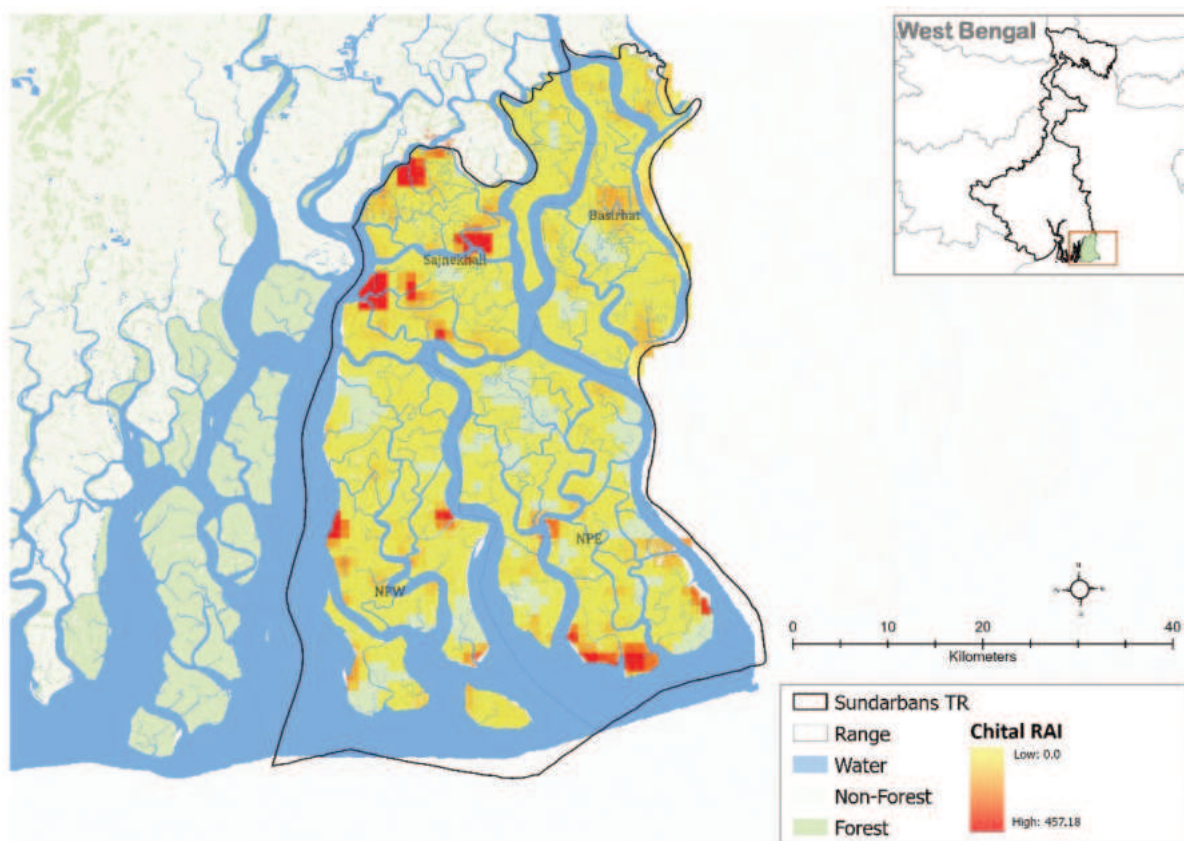 West Bengal
Basirhat
Sajnekhali
NPE
NPW
N
S
0 10 20 30 40
Kilometers
Sundarbans TR
Range
Water
Non-Forest
Forest
Chital RAI
Low: 0.0
High: 457.18